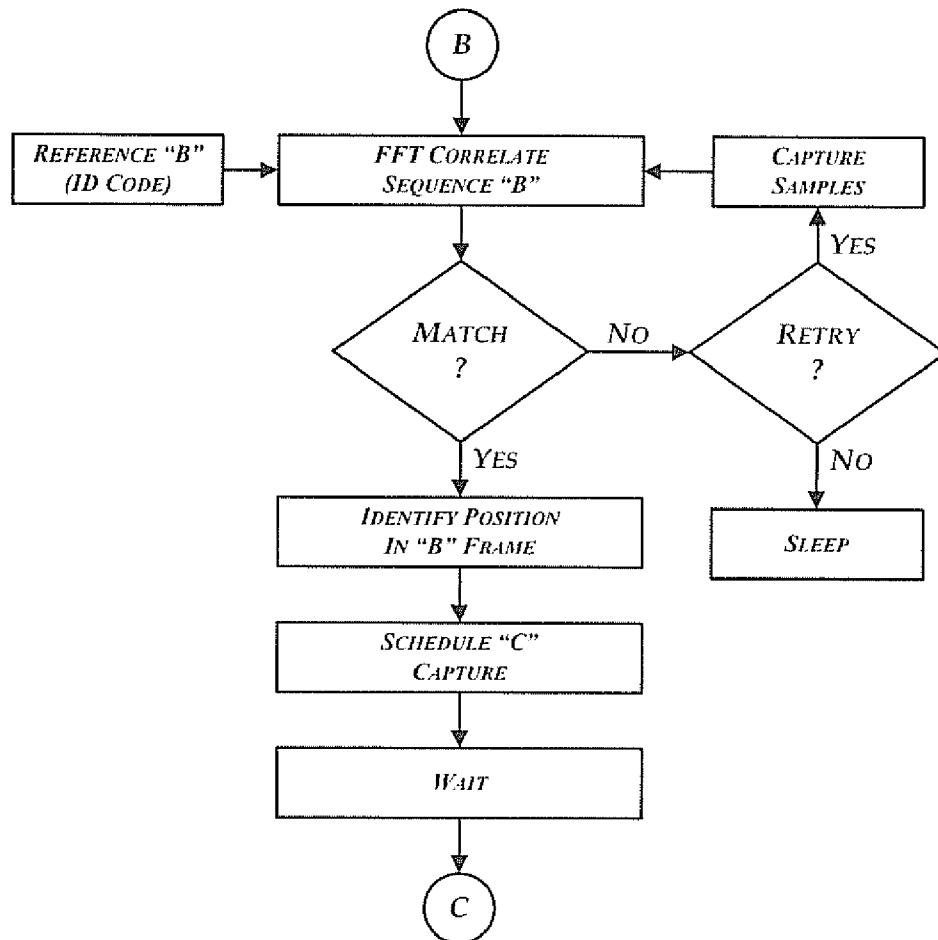 B
REFERENCE "B"
(ID CODE)
FFT CORRELATE
SEQUENCE "B"
CAPTURE
SAMPLES
YES
MATCH
?
NO
RETRY
?
YES
NO
IDENTIFY POSITION
IN "B" FRAME
SLEEP
SCHEDULE "C"
CAPTURE
WAIT
C